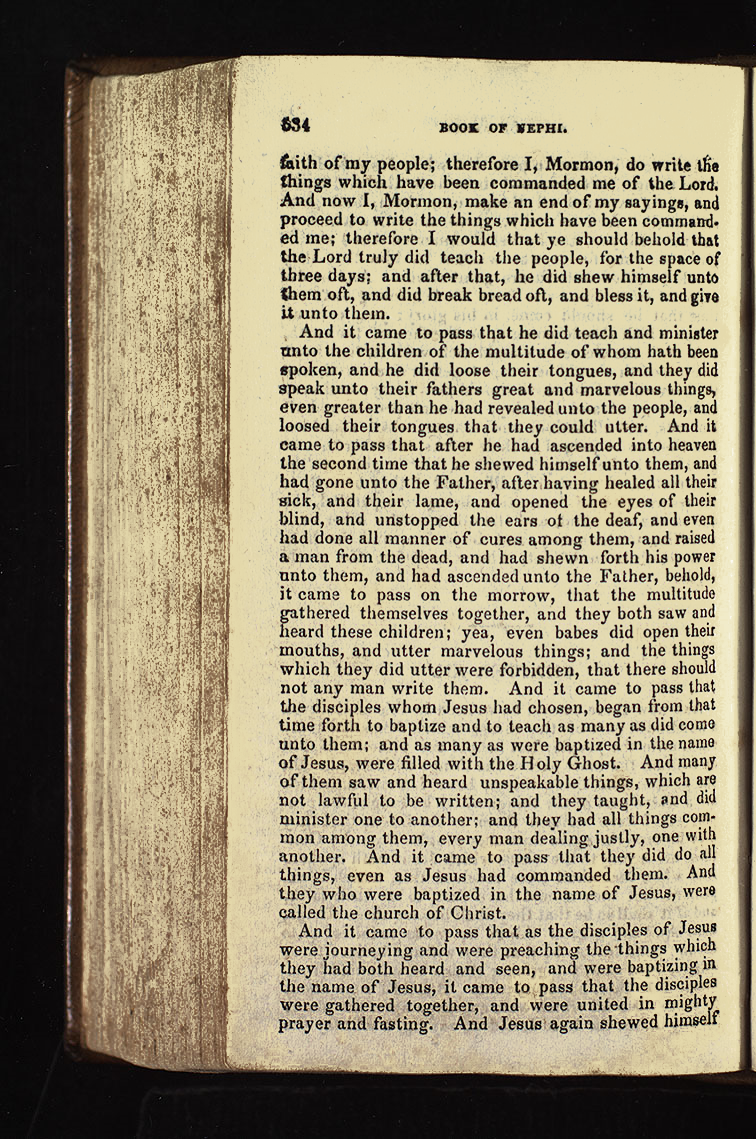 534 BOOK OF NEPHI.
faith of my people; therefore I, Mormon, do write the
things which have been commanded me of the Lord.
And now I, Mormon, make an end of my sayings, and
proceed to write the things which have been command-
ed me; therefore I would that ye should behold that
the Lord truly did teach the people, for the space of
three days; and after that, he did shew himself unto
them oft, and did break bread oft, and bless it, and give
it unto them.
And it came to pass that he did teach and minister
unto the children of the multitude of whom hath been
spoken, and he did loose their tongues, and they did
speak unto their fathers great and marvelous things,
even greater than he had revealed unto the people, and
loosed their tongues that they could utter. And it
came to pass that after he had ascended into heaven
the second time that he shewed himself unto them, and
had gone unto the Father, after having healed all their
sick, and their lame, and opened the eyes of their
blind, and unstopped the ears of the deaf, and even
had done all manner of cures among them, and raised
a man from the dead, and had shewn forth his power
unto them, and had ascended unto the Father, behold,
it came to pass on the morrow, that the multitude
gathered themselves together, and they both saw and
heard these children; yea, even babes did open their
mouths, and utter marvelous things; and the things
which they did utter were forbidden, that there should
not any man write them. And it came to pass that
the disciples whom Jesus had chosen, began from that
time forth to baptize and to teach as many as did come
unto them; and as many as were baptized in the name
of Jesus, were filled with the Holy Ghost. And many
of them saw and heard unspeakable things, which are
not lawful to be written; and they taught, and did
minister one to another; and they had all things com-
mon among them, every man dealing justly, one with
another. And it came to pass that they did do all
things, even as Jesus had commanded them. And
they who were baptized in the name of Jesus, were
called the church of Christ.
And it came to pass that as the disciples of Jesus
were journeying and were preaching the things which
they had both heard and seen, and were baptizing in
the name of Jesus, it came to pass that the disciples
were gathered together, and were united in mighty
prayer and fasting. And Jesus again shewed himself